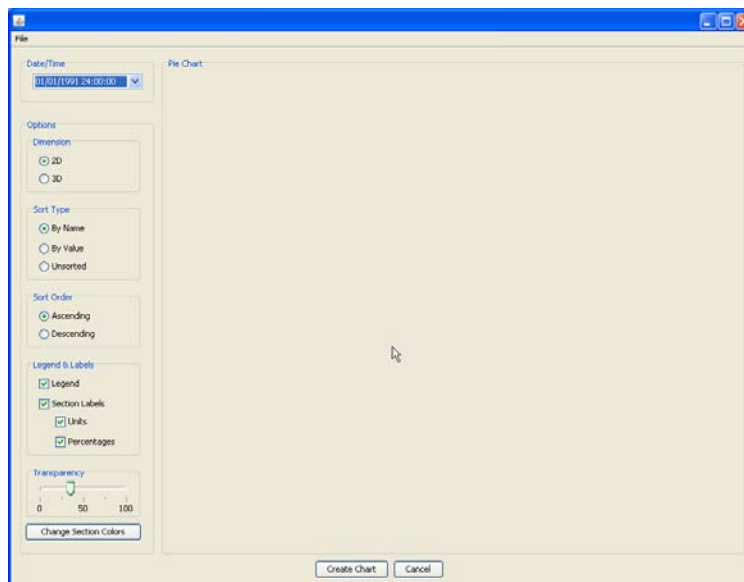 File
Date/Time
01/01/1991 24:00:00
Pie Chart
Options
Dimension
2D
3D
Sort Type
By Name
By Value
Unsorted
Sort Order
Ascending
Descending
Legend & Labels
Legend
Section Labels
Units
Percentages
Transparency
0 50 100
Change Section Colors
Create Chart Cancel